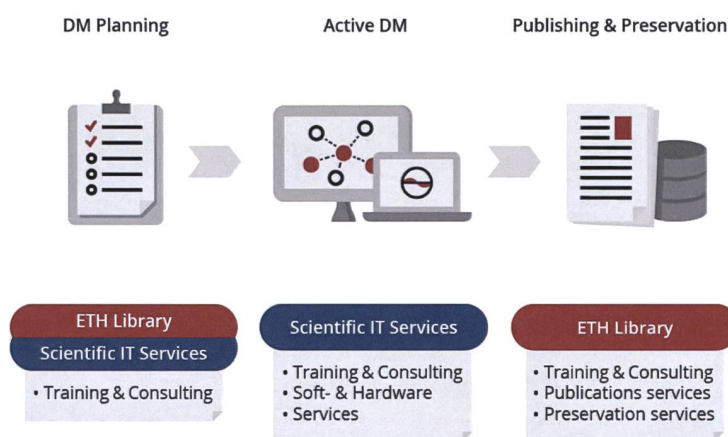 DM Planning
Active DM
Publishing & Preservation
ETH Library
Scientific IT Services
• Training & Consulting
Scientific IT Services
• Training & Consulting
• Soft- & Hardware
• Services
ETH Library
• Training & Consulting
• Publications services
• Preservation services